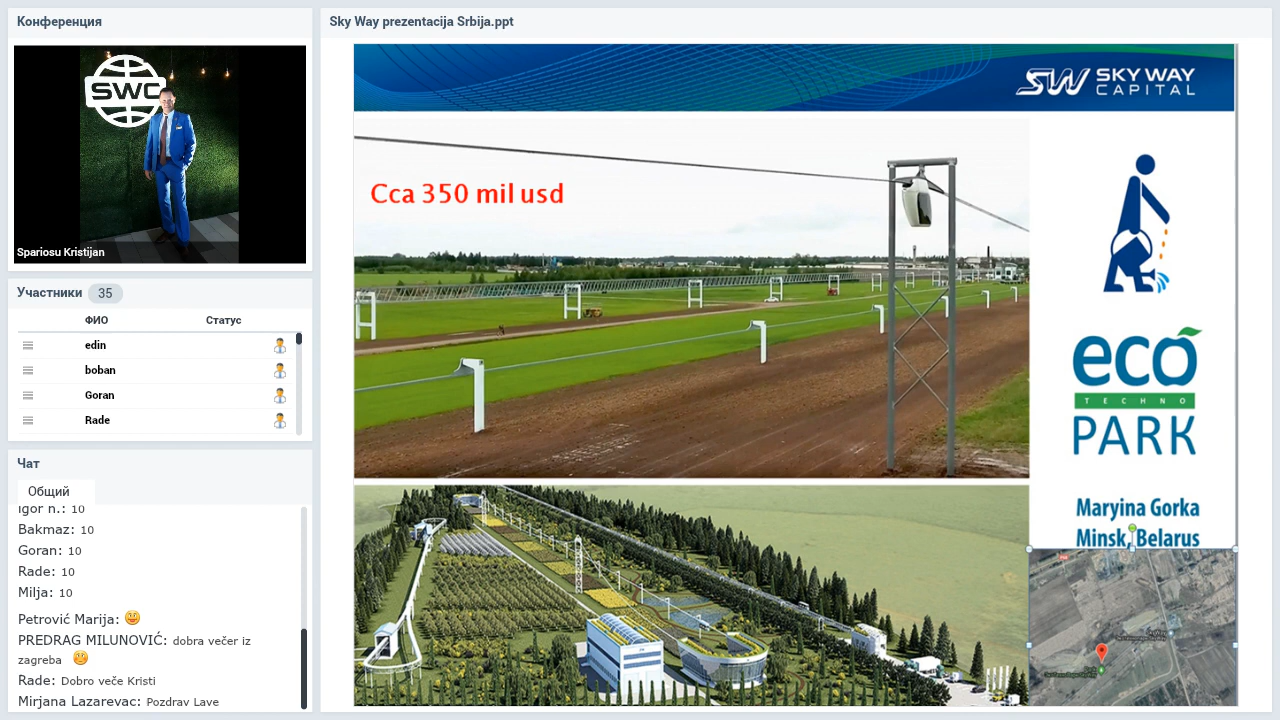 Конференция
SWC
Spariosu Kristijan
Участники 35
ФИО Статус
edin
boban
Goran
Rade
Чат
Общий
igor n.: 10
Bakmaz: 10
Goran: 10
Rade: 10
Milja: 10
Petrović Marija:
PREDRAG MILUNOVIĆ: dobra večer iz
zagreba
Rade: Dobro veče Kristi
Mirjana Lazarevac: Pozdrav Lave
Sky Way prezentacija Srbija.ppt
SW SKY WAY
CAPITAL
Cca 350 mil usd
eco
TECHNO
PARK
Maryina Gorka
Minsk, Belarus